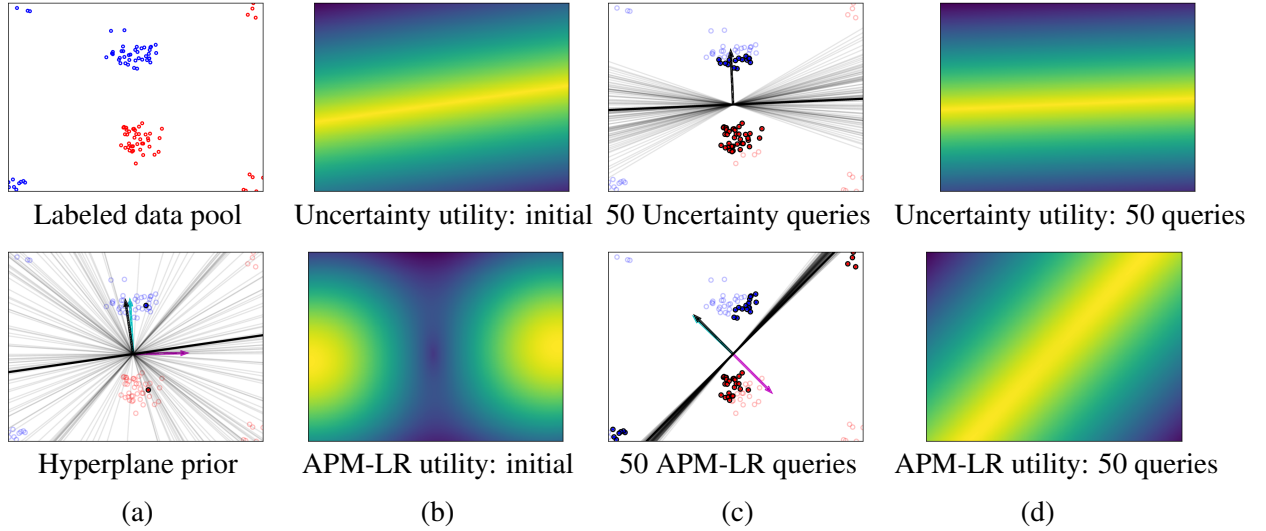 Labeled data pool
Uncertainty utility: initial
50 Uncertainty queries
Uncertainty utility: 50 queries
Hyperplane prior
APM-LR utility: initial
50 APM-LR queries
APM-LR utility: 50 queries
(a)
(b)
(c)
(d)